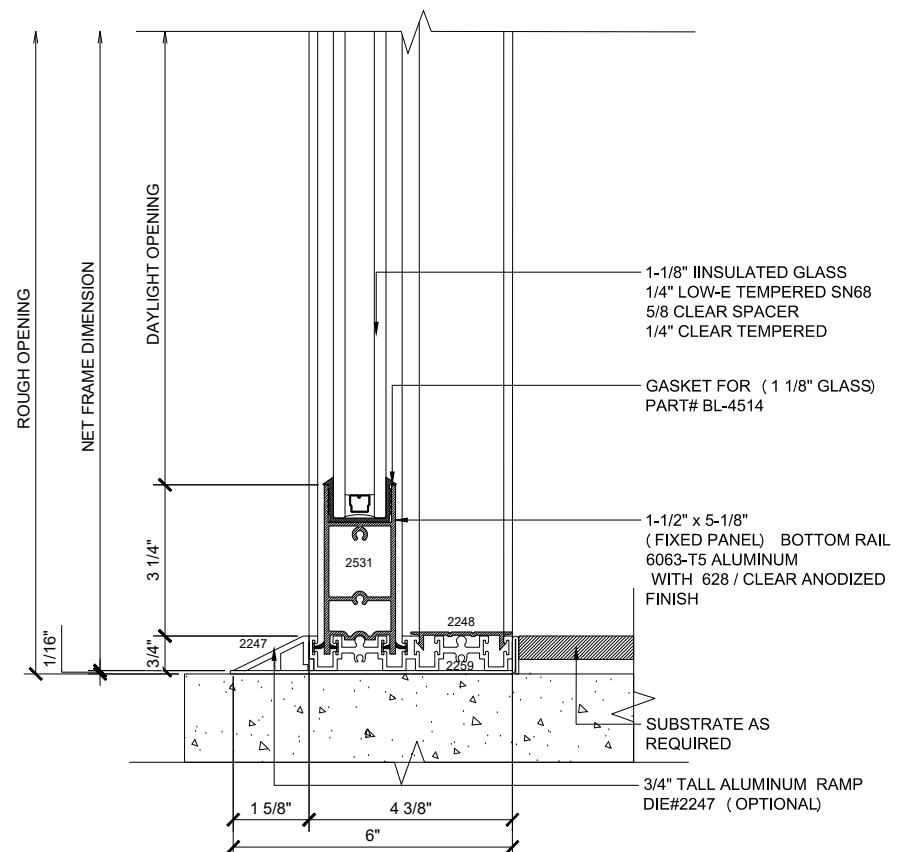 ROUGH OPENING
NET FRAME DIMENSION
DAYLIGHT OPENING
1-1/8" IINSULATED GLASS
1/4" LOW-E TEMPERED SN68
5/8 CLEAR SPACER
1/4" CLEAR TEMPERED
GASKET FOR ( 1 1/8" GLASS)
PART# BL-4514
1-1/2" x 5-1/8"
( FIXED PANEL) BOTTOM RAIL
6063-T5 ALUMINUM
WITH 628 / CLEAR ANODIZED
FINISH
3 1/4"
2531
2248
2247
1/16"
3/4"
2259
SUBSTRATE AS
REQUIRED
3/4" TALL ALUMINUM RAMP
DIE#2247 ( OPTIONAL)
1 5/8"
4 3/8"
6"